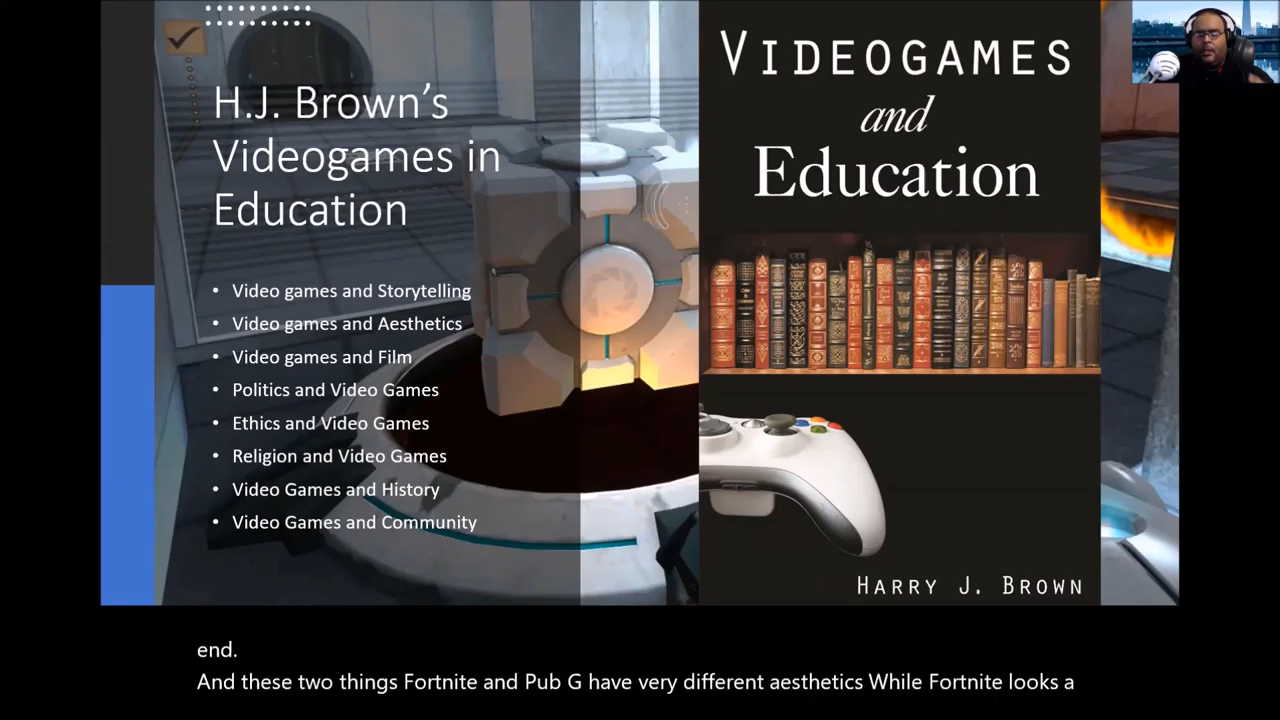 H.J. Brown's
Videogames in
Education
• Video games and Storytelling
• Video games and Aesthetics
• Video games and Film
• Politics and Video Games
• Ethics and Video Games
• Religion and Video Games
• Video Games and History
• Video Games and Community
VIDEOGAMES
and
Education
HARRY J. BROWN
end.
And these two things Fortnite and Pub G have very different aesthetics While Fortnite looks a